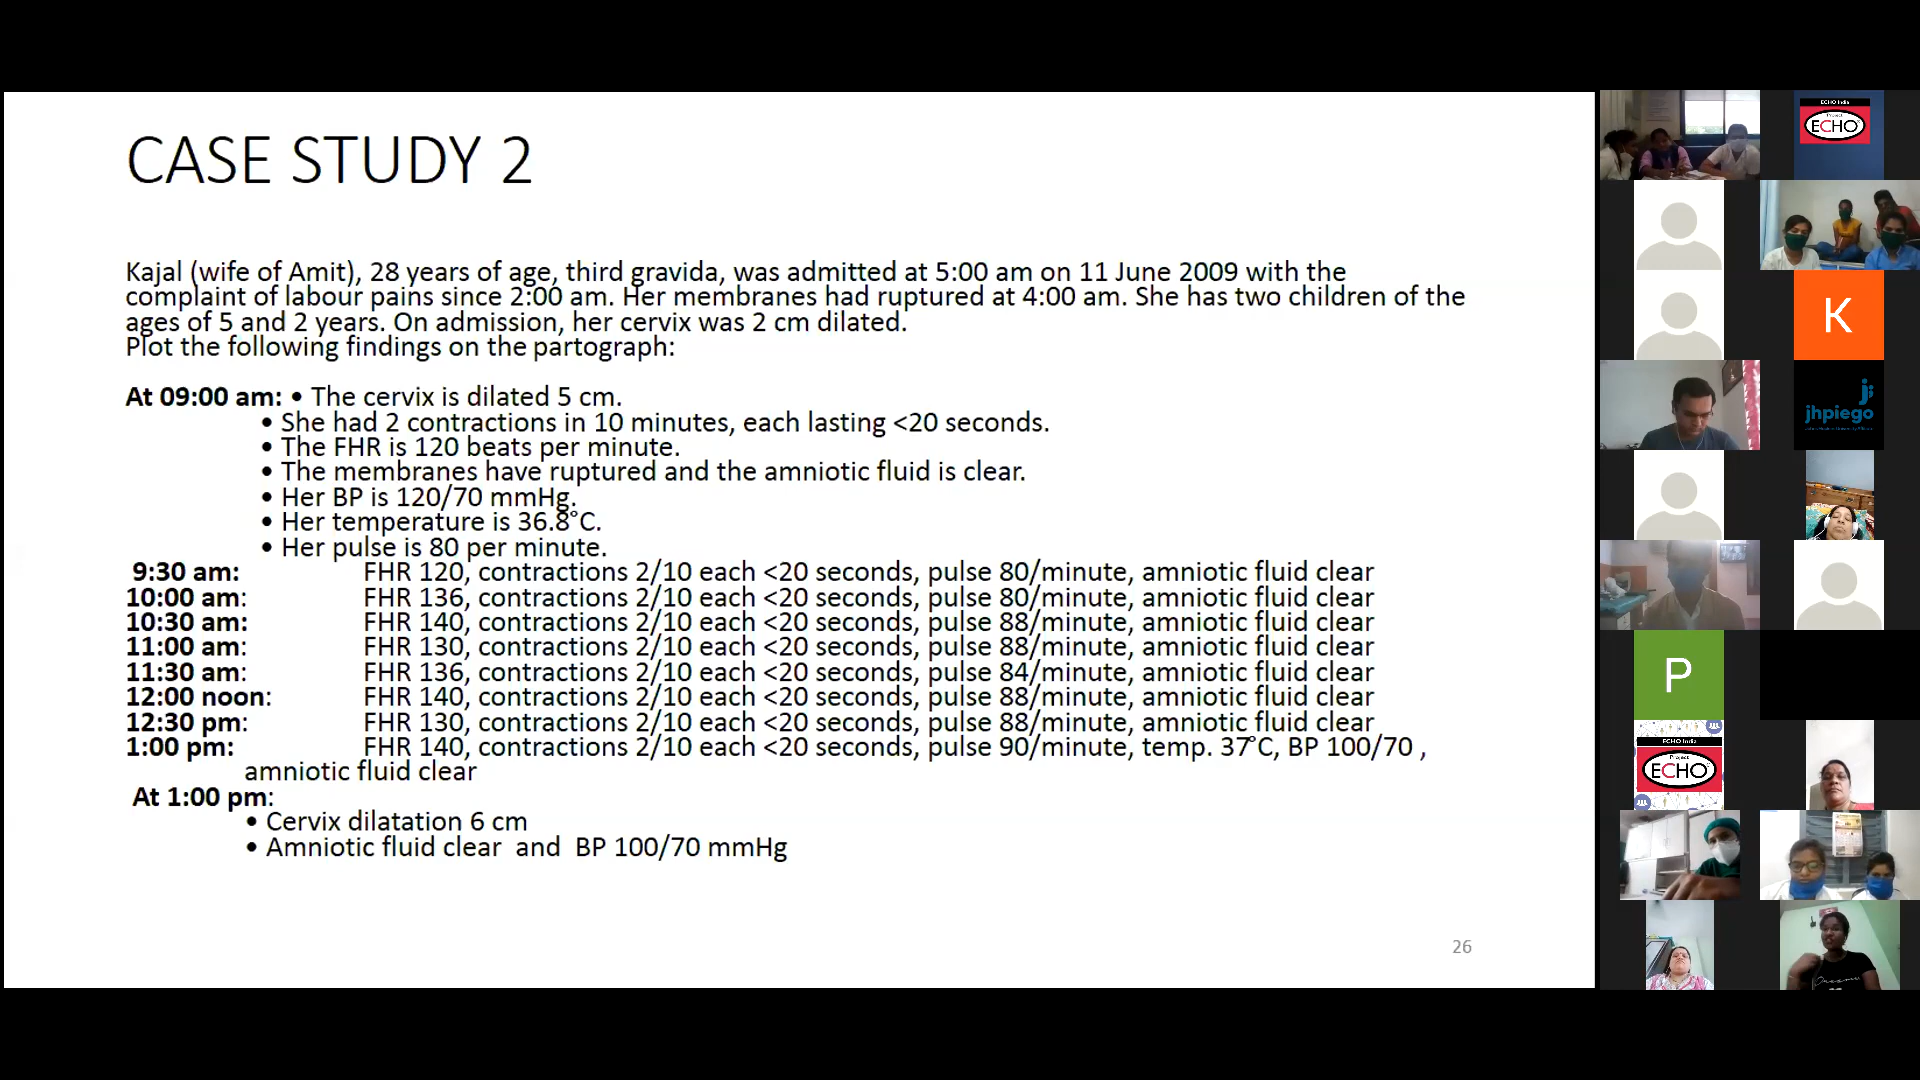 CASE STUDY 2
Kajal (wife of Amit), 28 years of age, third gravida, was admitted at 5:00 am on 11 June 2009 with the
complaint of labour pains since 2:00 am. Her membranes had ruptured at 4:00 am. She has two children of the
ages of 5 and 2 years. On admission, her cervix was 2 cm dilated.
Plot the following findings on the partograph:
At 09:00 am: • The cervix is dilated 5 cm.
• She had 2 contractions in 10 minutes, each lasting <20 seconds.
• The FHR is 120 beats per minute.
• The membranes have ruptured and the amniotic fluid is clear.
• Her BP is 120/70 mmHg.
• Her temperature is 36.8°C.
• Her pulse is 80 per minute.
9:30 am: FHR 120, contractions 2/10 each <20 seconds, pulse 80/minute, amniotic fluid clear
10:00 am: FHR 136, contractions 2/10 each <20 seconds, pulse 80/minute, amniotic fluid clear
10:30 am: FHR 140, contractions 2/10 each <20 seconds, pulse 88/minute, amniotic fluid clear
11:00 am: FHR 130, contractions 2/10 each <20 seconds, pulse 88/minute, amniotic fluid clear
11:30 am: FHR 136, contractions 2/10 each <20 seconds, pulse 84/minute, amniotic fluid clear
12:00 noon: FHR 140, contractions 2/10 each <20 seconds, pulse 88/minute, amniotic fluid clear
12:30 pm: FHR 130, contractions 2/10 each <20 seconds, pulse 88/minute, amniotic fluid clear
1:00 pm: FHR 140, contractions 2/10 each <20 seconds, pulse 90/minute, temp. 37°C, BP 100/70 ,
amniotic fluid clear
At 1:00 pm:
• Cervix dilatation 6 cm
• Amniotic fluid clear and BP 100/70 mmHg
26
ECHO India
Project
ECHO
K
jhpiego
P
ECHO India
Project
ECHO